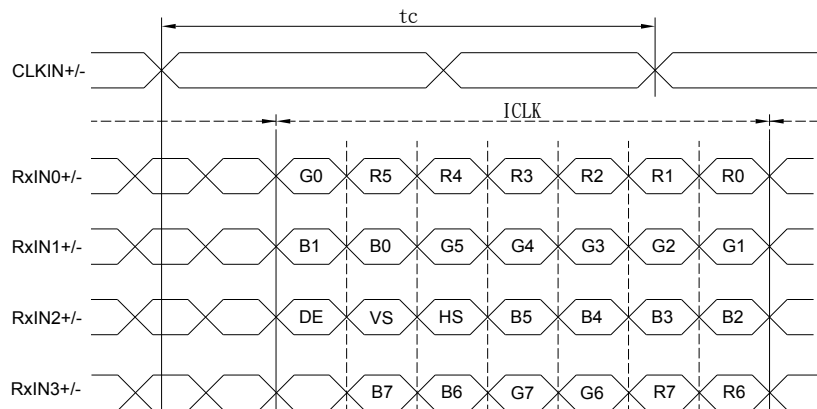 tc
CLKIN+/-
ICLK
RxIN0+/- G0 R5 R4 R3 R2 R1 R0
RxIN1+/- B1 B0 G5 G4 G3 G2 G1
RxIN2+/- DE VS HS B5 B4 B3 B2
RxIN3+/- B7 B6 G7 G6 R7 R6